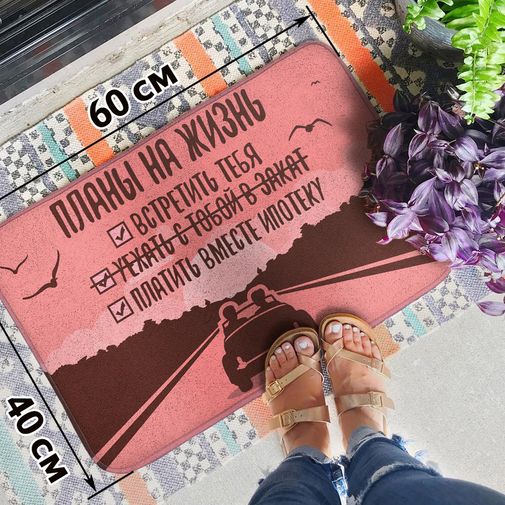 60 см
ПЛАНЫ НА ЖИЗНЬ
ВСТРЕТИТЬ ТЕБЯ
УЕХАТЬ С ТОБОЙ В ЗАКАТ
ПЛАТИТЬ ВМЕСТЕ ИПОТЕКУ
40 см